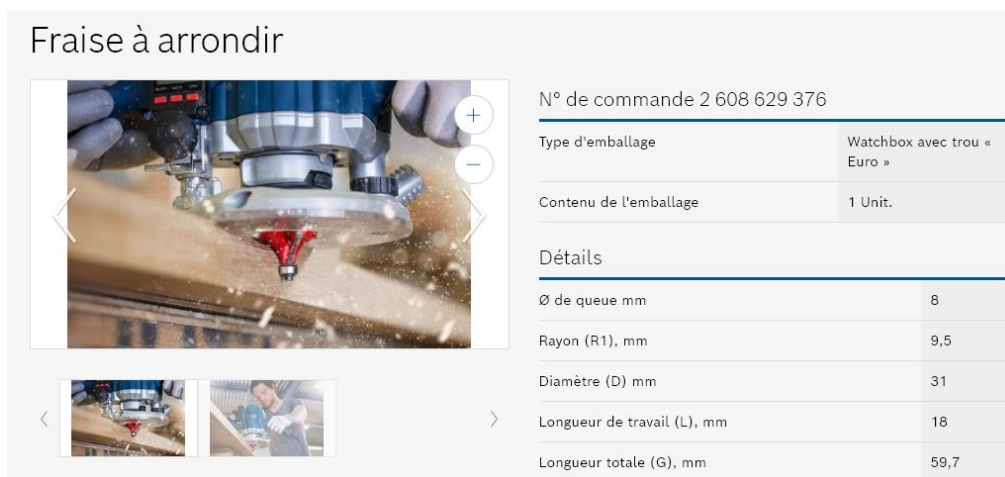 Fraise à arrondir
N° de commande 2 608 629 376
Type d'emballage
Watchbox avec trou «
Euro »
Contenu de l'emballage
1 Unit.
Détails
Ø de queue mm
8
Rayon (R1), mm
9,5
Diamètre (D) mm
31
Longueur de travail (L), mm
18
Longueur totale (G), mm
59,7